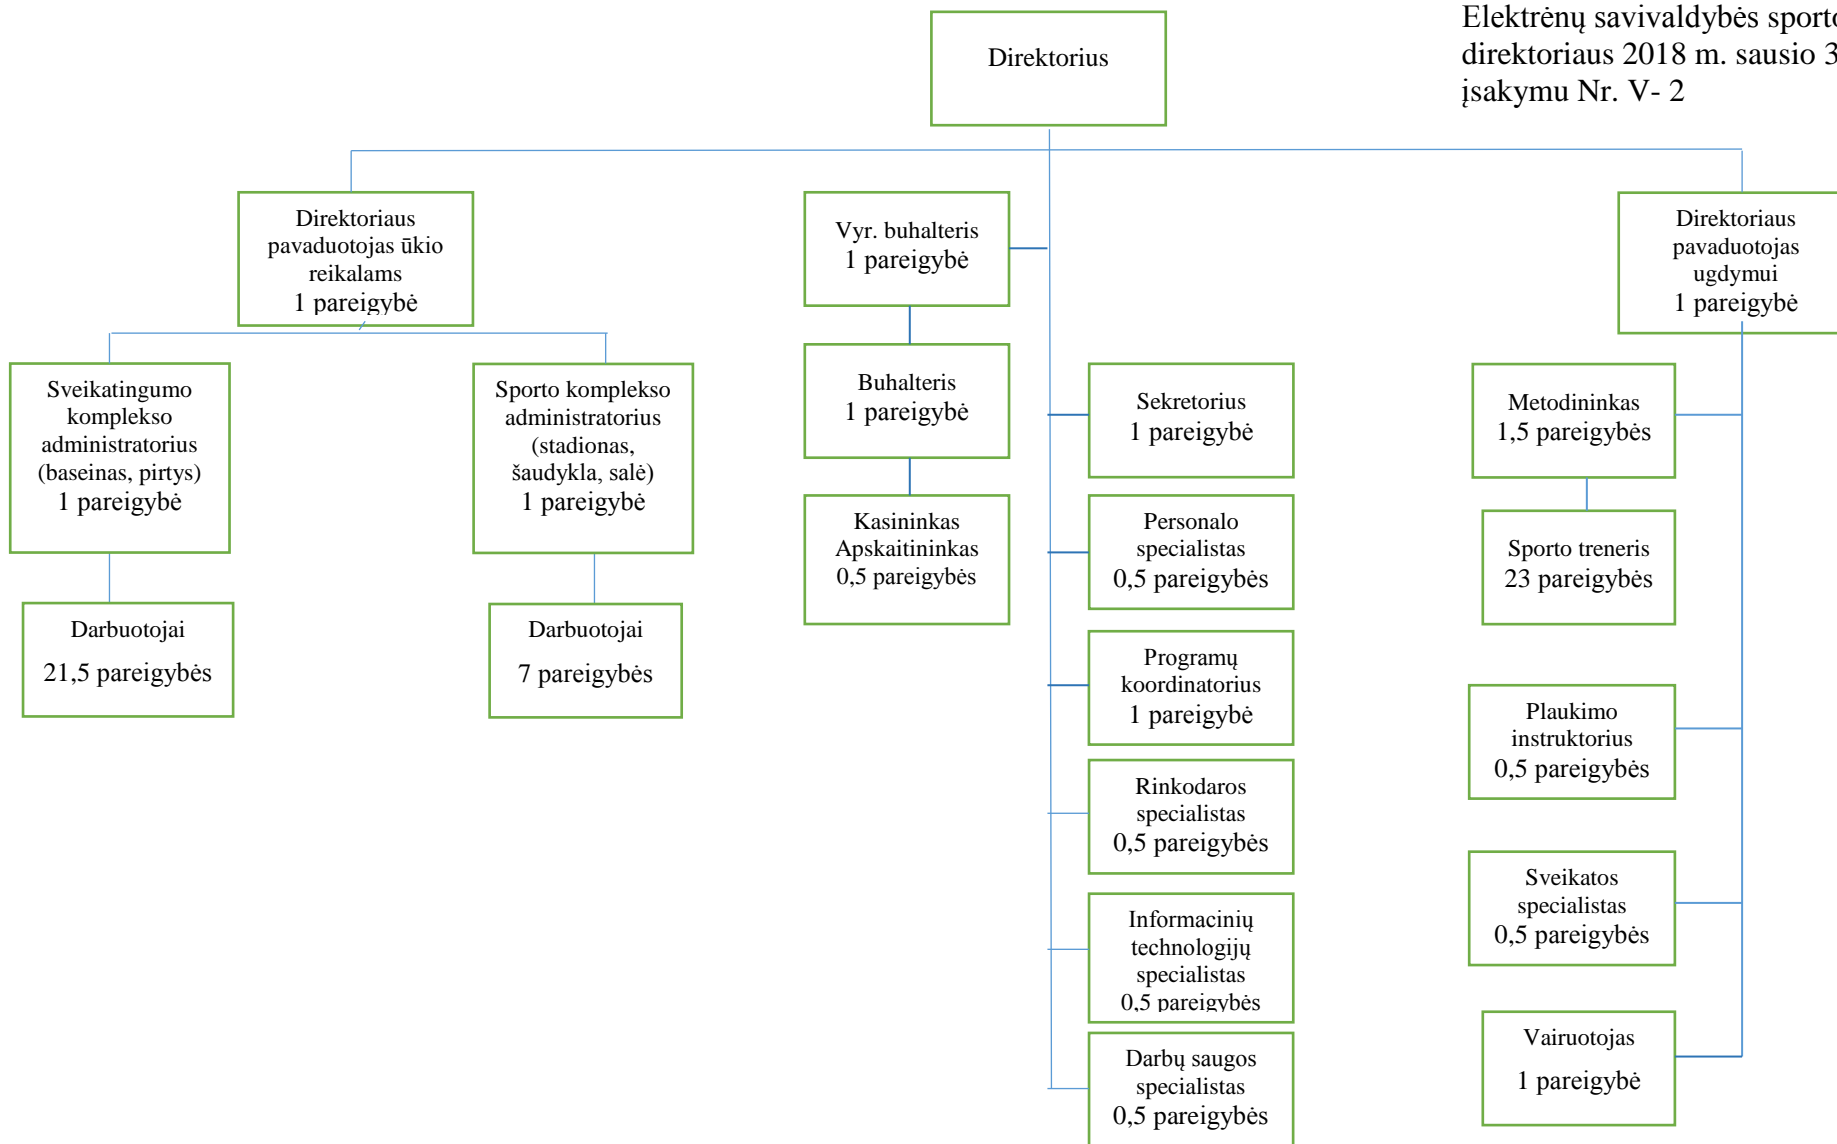 Elektrėnų savivaldybės sporto
direktoriaus 2018 m. sausio 3
įsakymu Nr. V- 2
Direktorius
Direktoriaus
pavaduotojas ūkio
reikalams
1 pareigybė
Vyr. buhalteris
1 pareigybė
Direktoriaus
pavaduotojas
ugdymui
1 pareigybė
Sveikatingumo
komplekso
administratorius
(baseinas, pirtys)
1 pareigybė
Sporto komplekso
administratorius
(stadionas,
šaudykla, salė)
1 pareigybė
Buhalteris
1 pareigybė
Sekretorius
1 pareigybė
Metodininkas
1,5 pareigybės
Kasininkas
Apskaitininkas
0,5 pareigybės
Personalo
specialistas
0,5 pareigybės
Sporto treneris
23 pareigybės
Darbuotojai
21,5 pareigybės
Darbuotojai
7 pareigybės
Programų
koordinatorius
1 pareigybė
Plaukimo
instruktorius
0,5 pareigybės
Rinkodaros
specialistas
0,5 pareigybės
Sveikatos
specialistas
0,5 pareigybės
Informacinių
technologijų
specialistas
0,5 pareigybės
Vairuotojas
1 pareigybė
Darbų saugos
specialistas
0,5 pareigybės